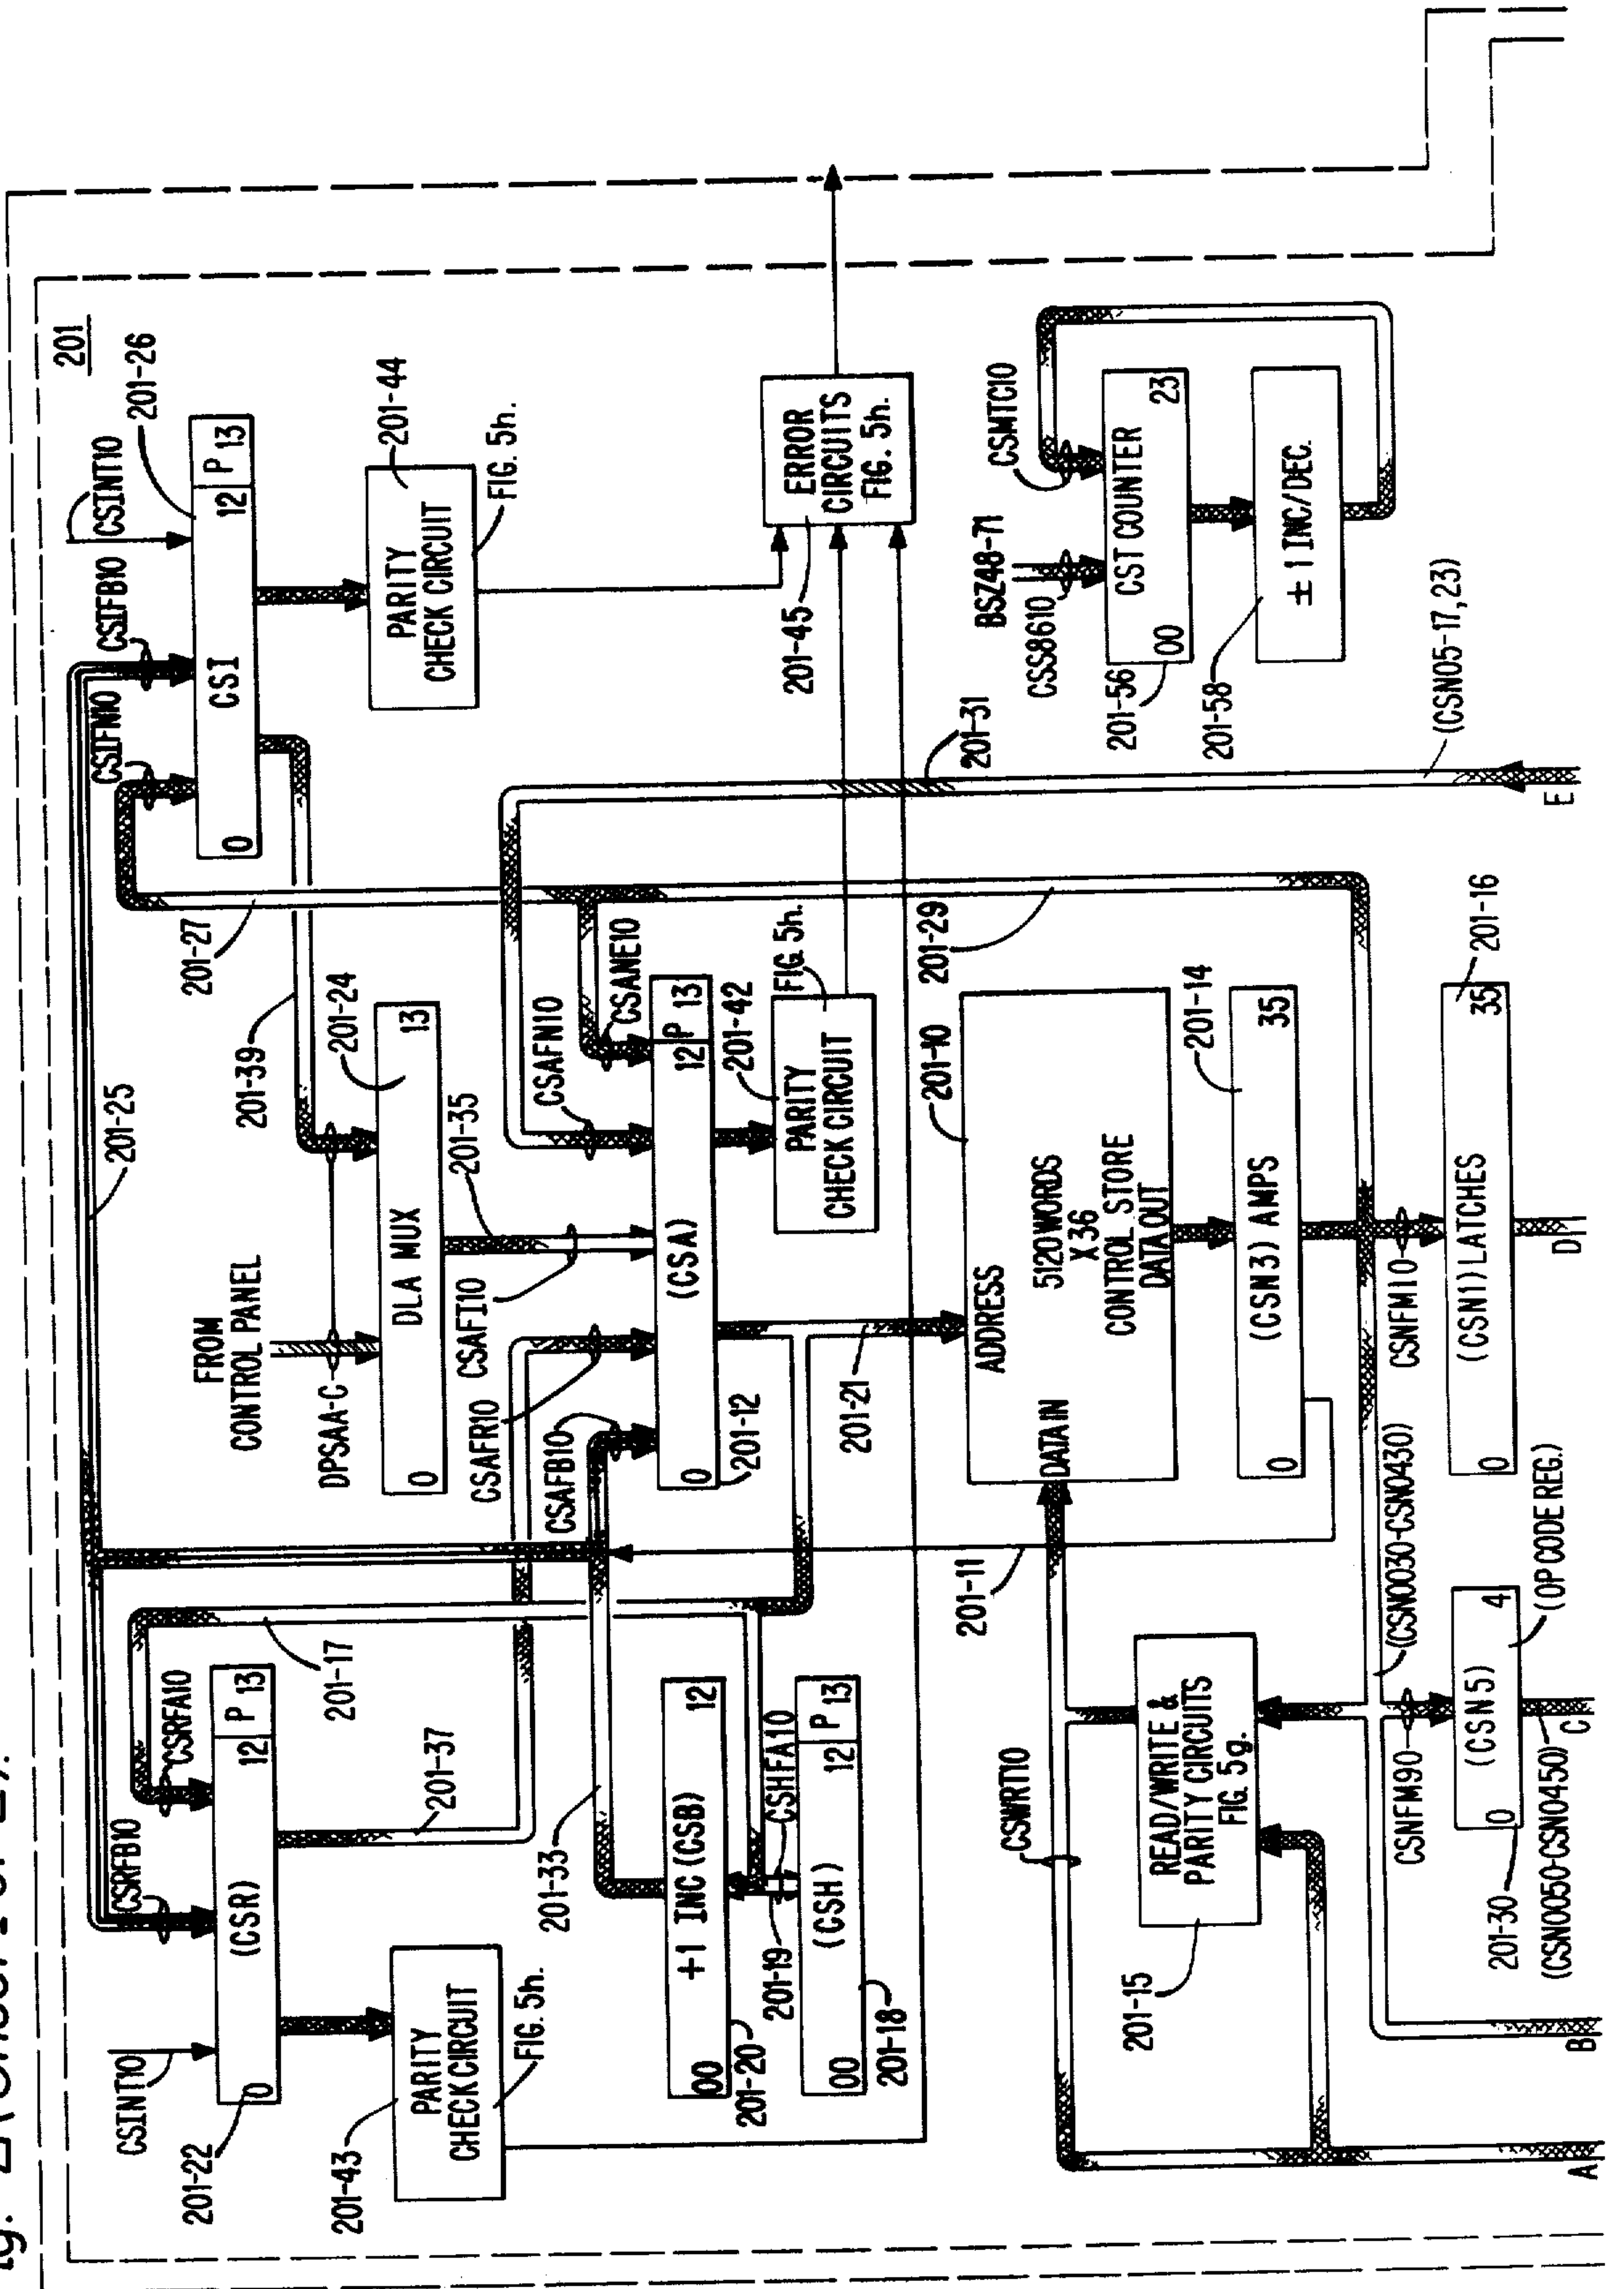 201
CSINT10
201-22
CSRFB10
CSRFA10
(CSR)
0
12
P
13
201-43
PARITY
CHECK CIRCUIT
FIG. 5h.
201-17
201-37
201-25
201-39
FROM
CONTROL PANEL
DPSAA-C
201-24
DLA MUX
0
13
201-27
CSIFN10
CSIFB10
CSINT10
201-26
CSI
0
12
P
13
PARITY
CHECK CIRCUIT
201-44
FIG. 5h.
201-33
+1 INC (CSB)
00
12
201-20
201-19
CSHFA10
(CSH)
00
12
P
13
201-18
CSAFB10
CSAFR10
CSAFI10
201-35
CSAFN10
CSANE10
(CSA)
0
12
P
13
201-12
201-42
PARITY
CHECK CIRCUIT
FIG. 5h.
201-21
201-45
ERROR
CIRCUITS
FIG. 5h.
201-31
201-29
201-11
201-10
ADDRESS
DATA IN
5120 WORDS
X 36
CONTROL STORE
DATA OUT
201-14
(CSN3) AMPS
0
35
BSZ48-71
CSS8610
CSMTC10
CST COUNTER
00
23
201-56
± 1 INC/DEC.
201-58
CSWRT10
READ/WRITE &
PARITY CIRCUITS
FIG. 5g.
201-15
(CSN0030-CSN0430)
CSNFM90
(CSN5)
0
4
201-30
(OP CODE REG.)
(CSN0050-CSN0450)
CSNFM10
(CSN1) LATCHES
0
35
201-16
(CSN05-17,23)
A
B
C
D
E